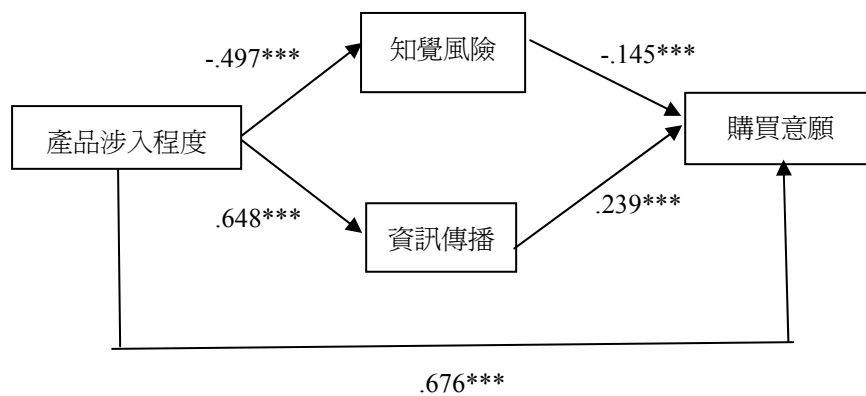 知覺風險
-.497***
-.145***
產品涉入程度
購買意願
.648***
.239***
資訊傳播
.676***